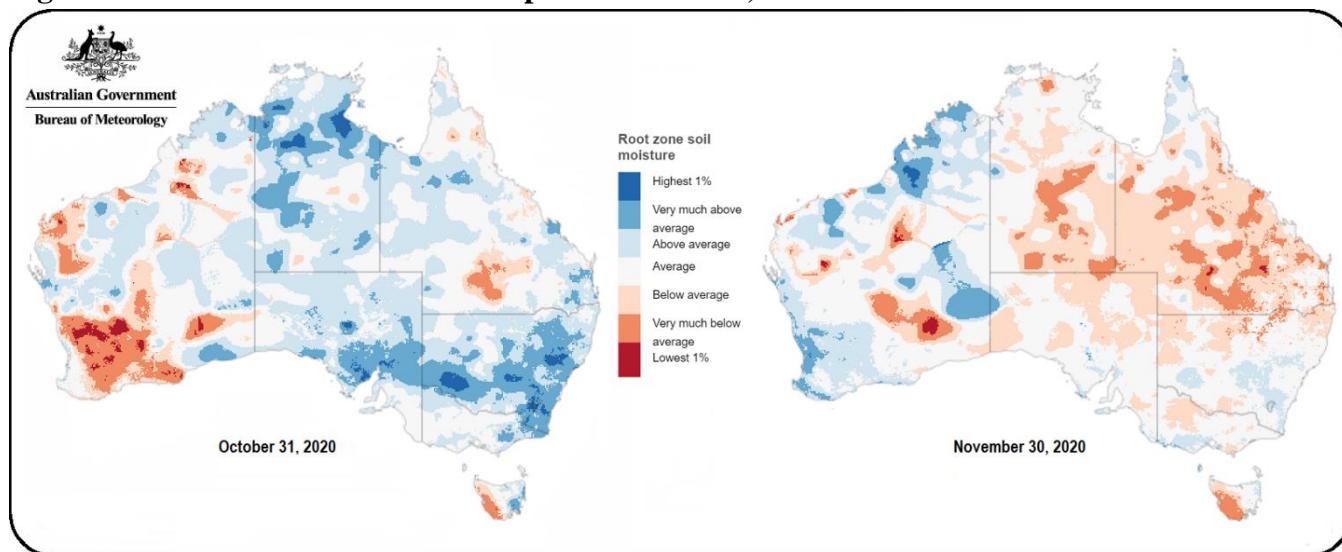 Australian Government
Bureau of Meteorology
Root zone soil
moisture
Highest 1%
Very much above
average
Above average
Average
Below average
Very much below
average
Lowest 1%
October 31, 2020
November 30, 2020